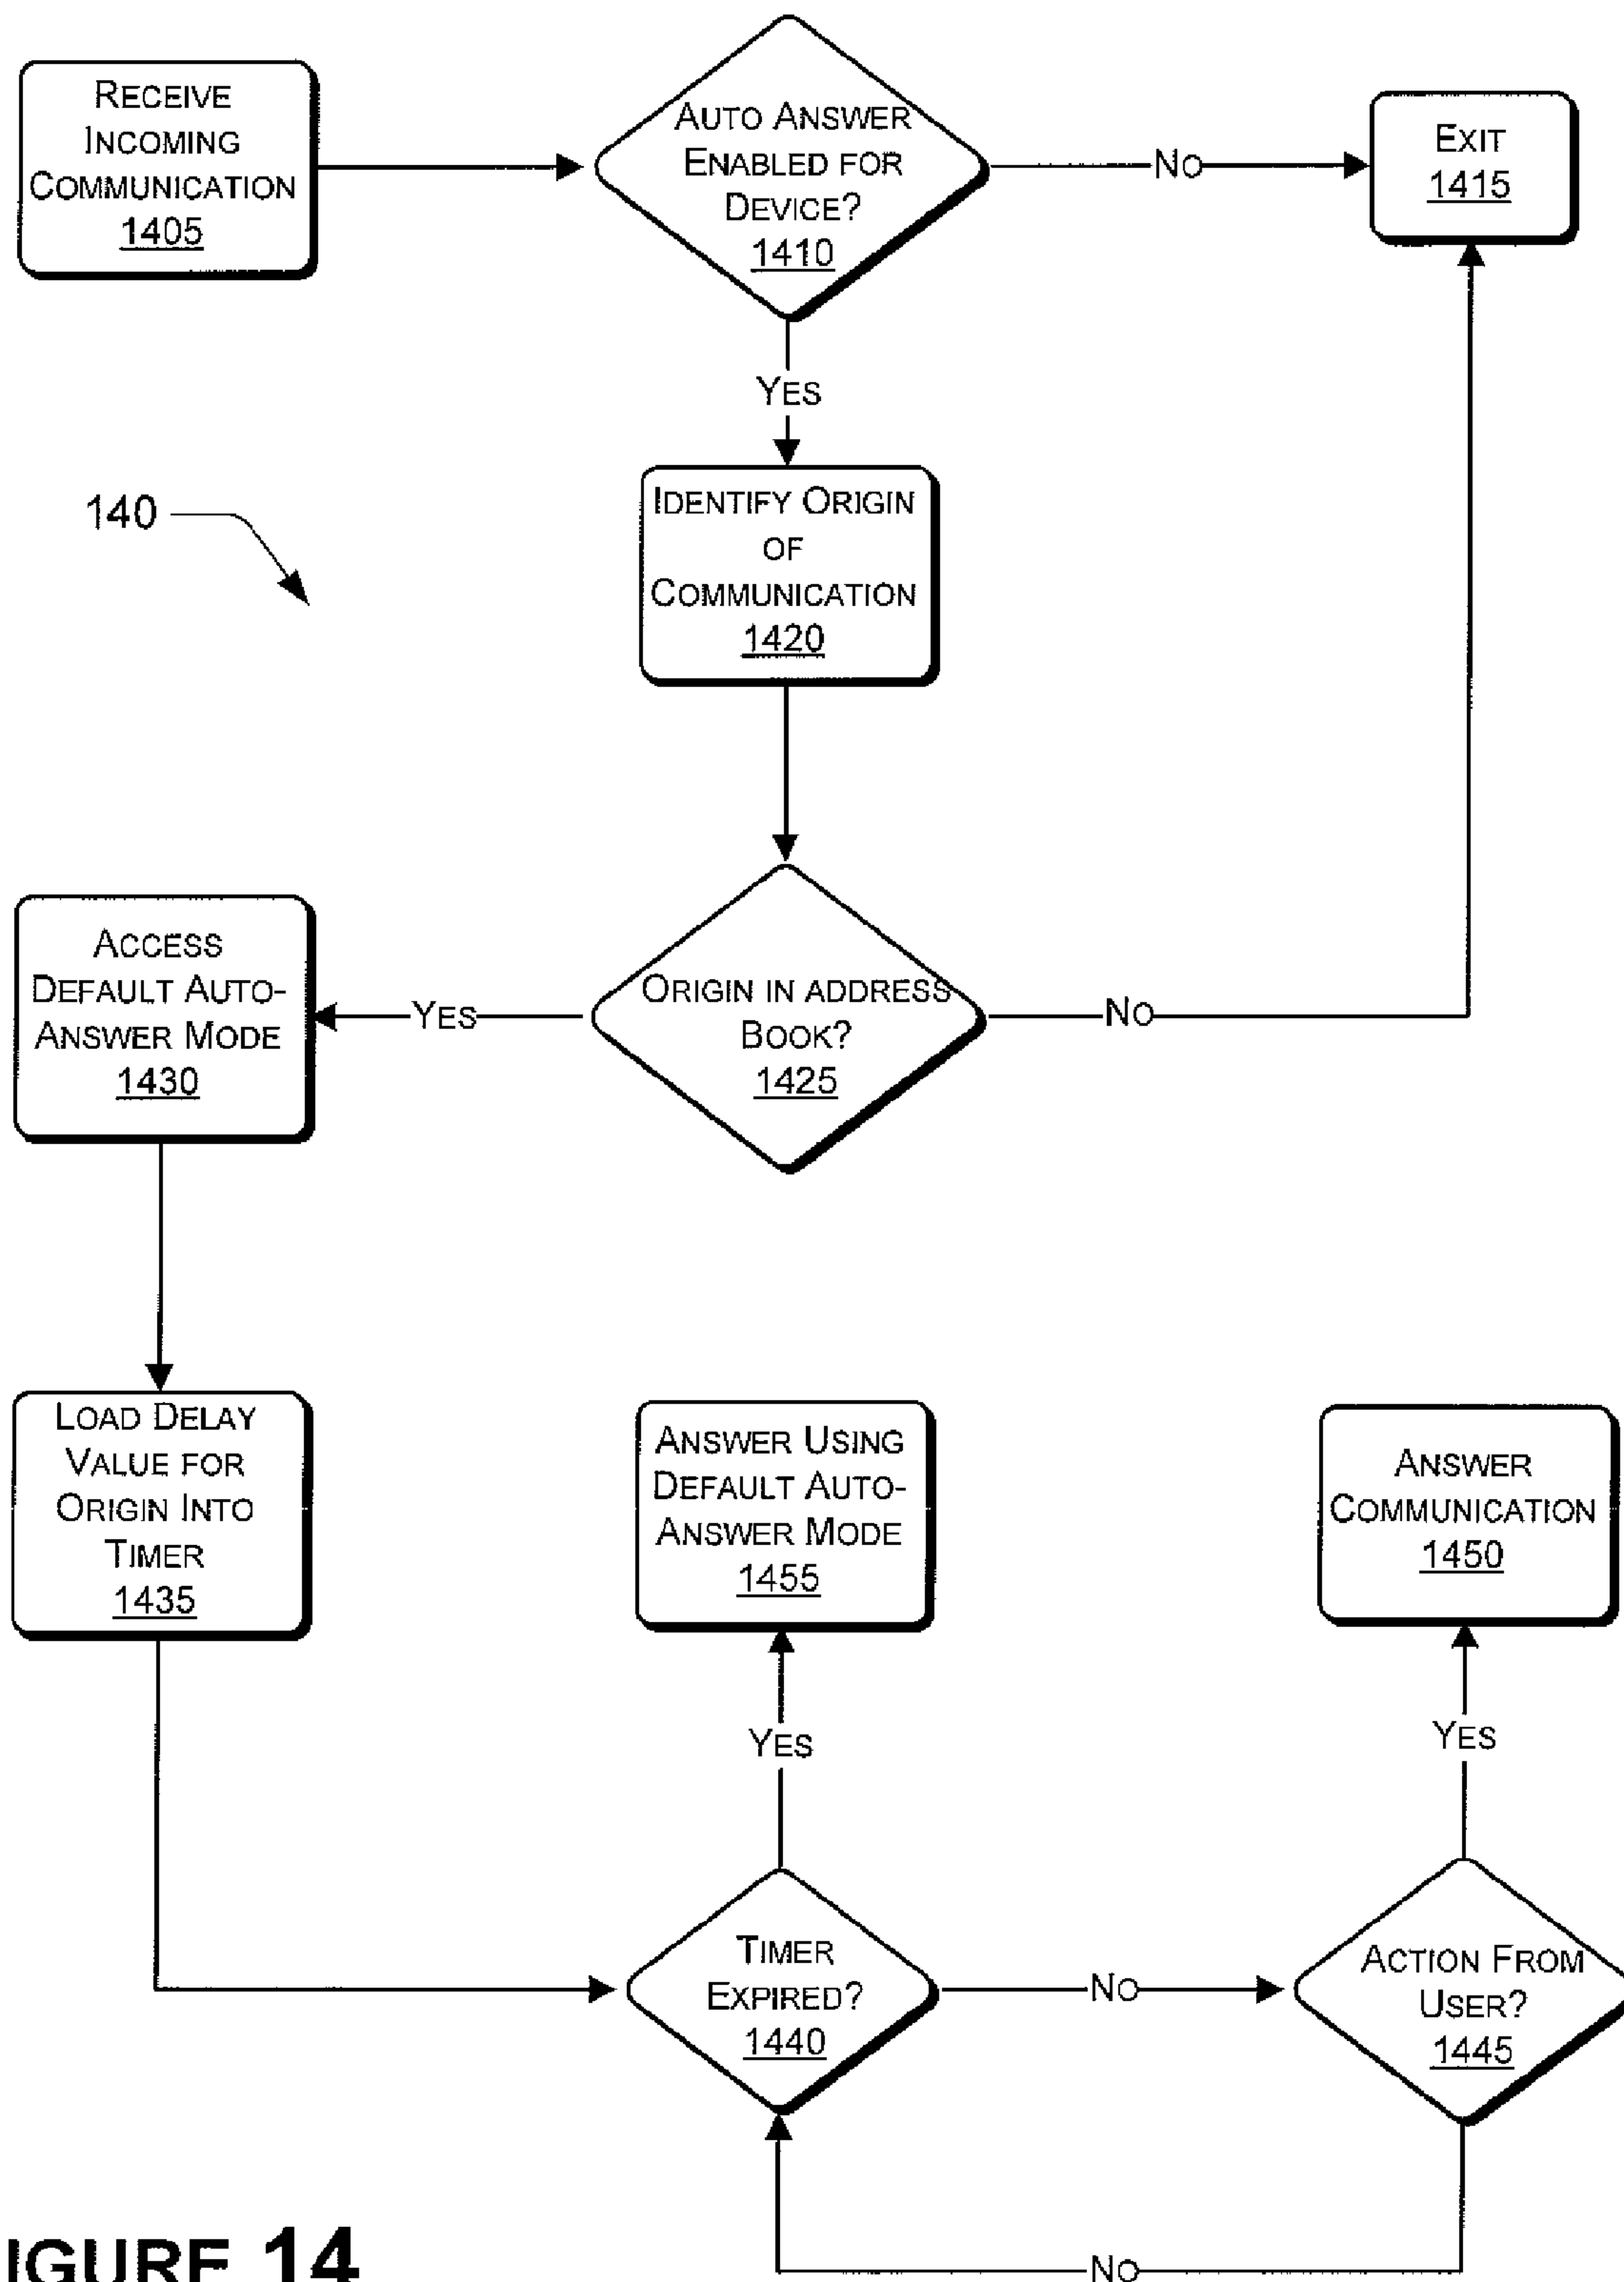 RECEIVE
INCOMING
COMMUNICATION
1405
AUTO ANSWER
ENABLED FOR
DEVICE?
1410
NO
EXIT
1415
YES
140
IDENTIFY ORIGIN
OF
COMMUNICATION
1420
ACCESS
DEFAULT AUTO-
ANSWER MODE
1430
YES
ORIGIN IN ADDRESS
BOOK?
1425
NO
LOAD DELAY
VALUE FOR
ORIGIN INTO
TIMER
1435
ANSWER USING
DEFAULT AUTO-
ANSWER MODE
1455
ANSWER
COMMUNICATION
1450
YES
YES
TIMER
EXPIRED?
1440
NO
ACTION FROM
USER?
1445
NO
IGURE 14